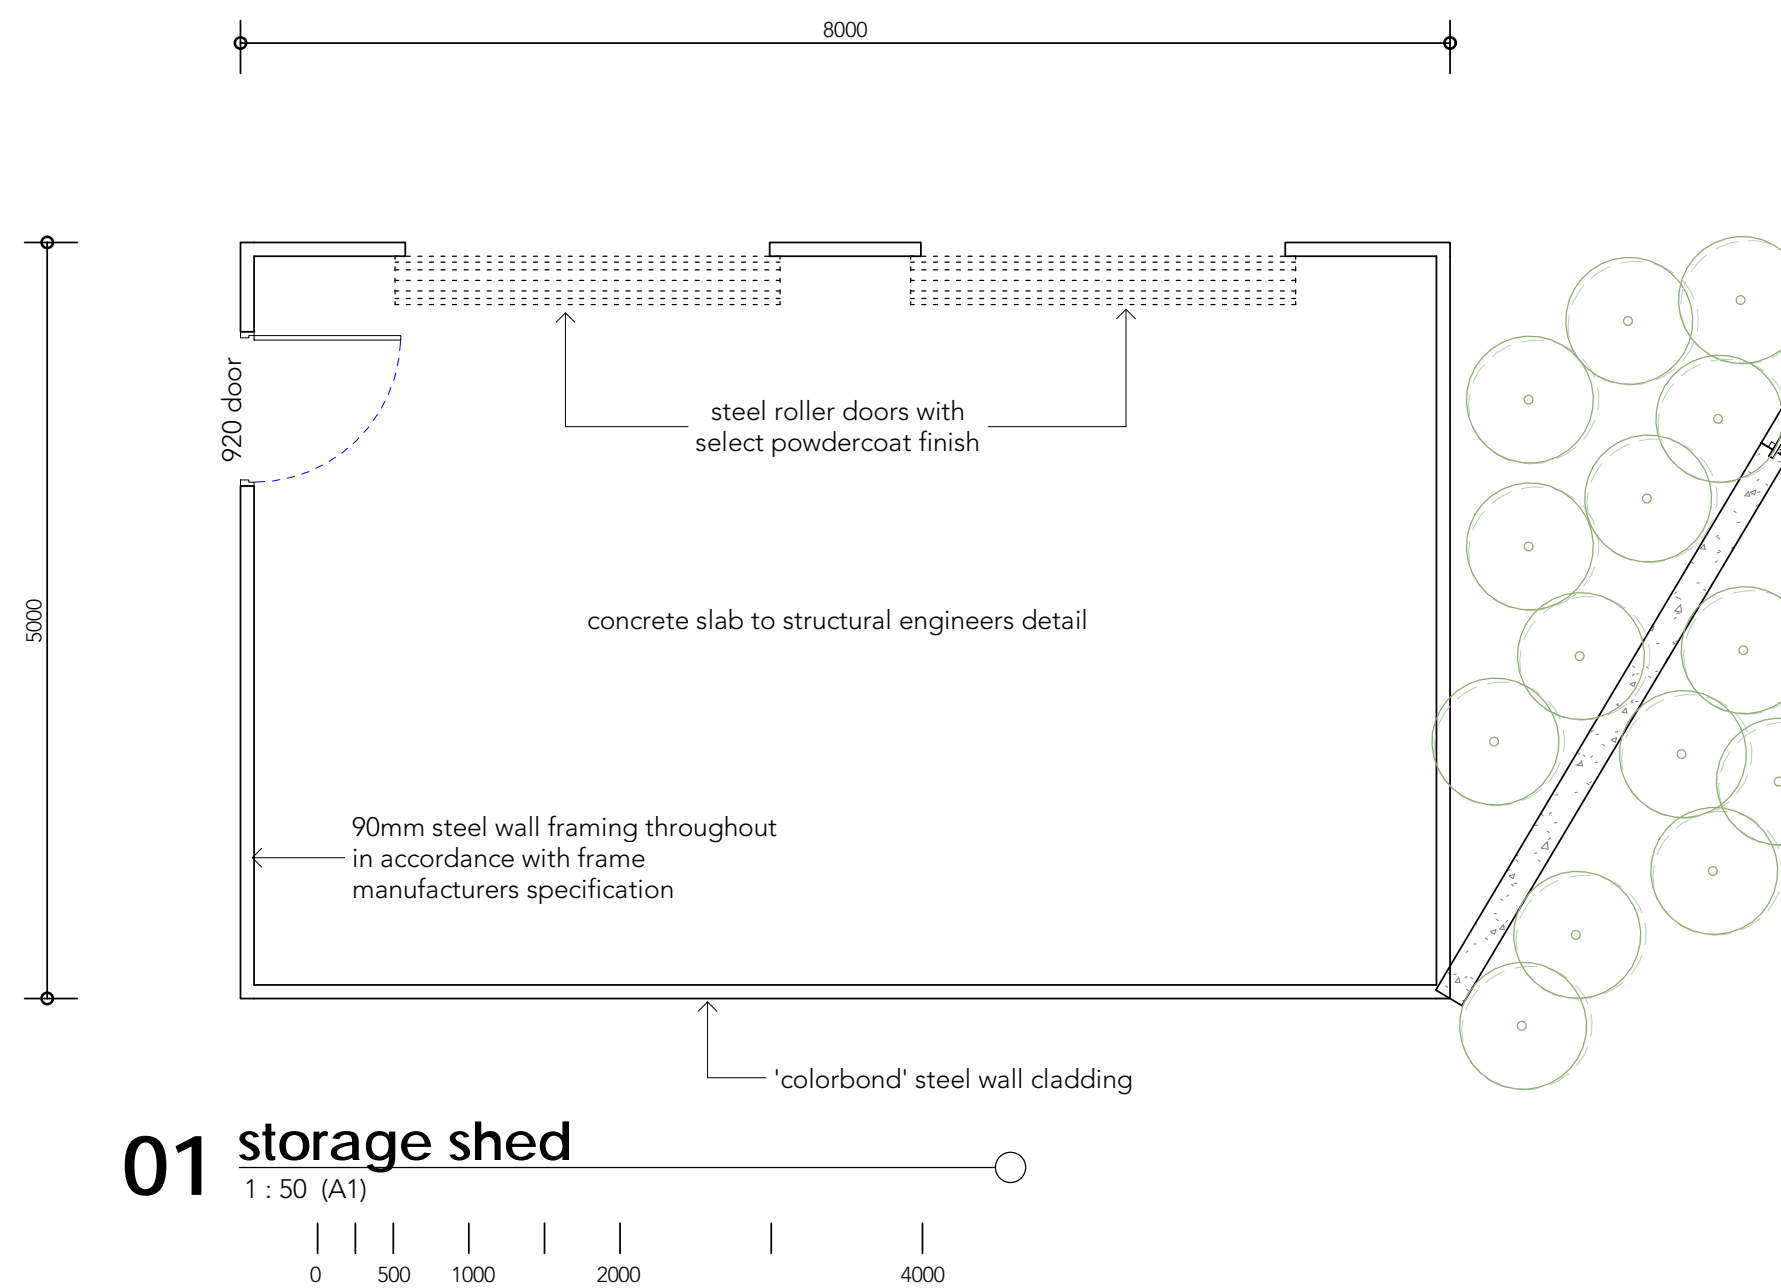 8000
920 door
steel roller doors with
select powdercoat finish
5000
concrete slab to structural engineers detail
90mm steel wall framing throughout
in accordance with frame
manufacturers specification
'colorbond' steel wall cladding
01 storage shed
1 : 50 (A1)
0 500 1000 2000 4000